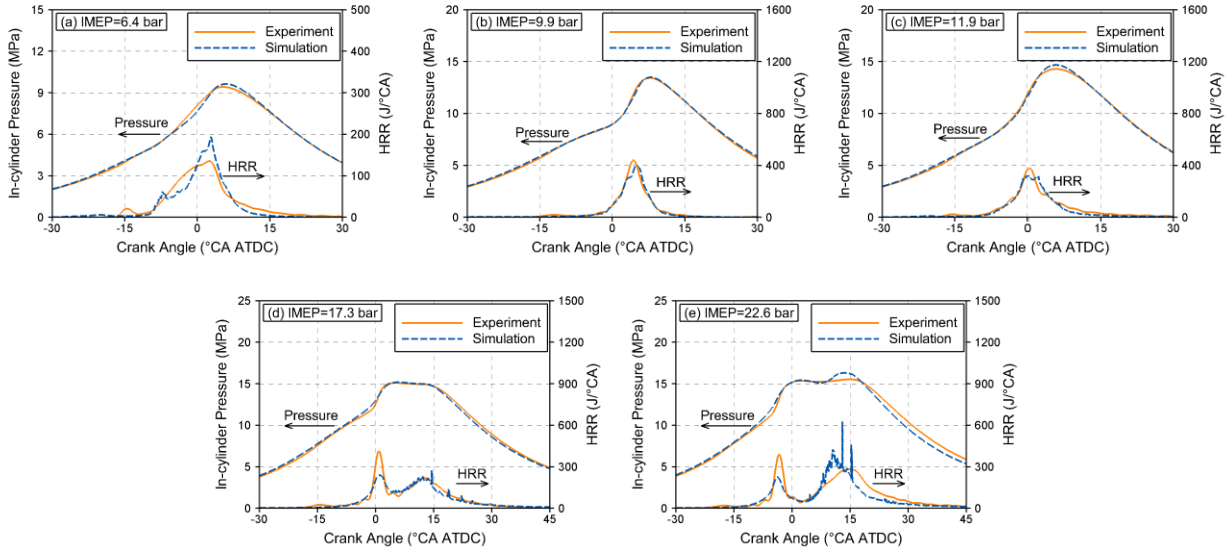 (a) IMEP=6.4 bar
Experiment
Simulation
Pressure
HRR
In-cylinder Pressure (MPa)
15
12
9
6
3
0
HRR (J/°CA)
500
400
300
200
100
0
-30
-15
0
15
30
Crank Angle (°CA ATDC)
(b) IMEP=9.9 bar
Experiment
Simulation
Pressure
HRR
In-cylinder Pressure (MPa)
20
15
10
5
0
HRR (J/°CA)
1600
1200
800
400
0
-30
-15
0
15
30
Crank Angle (°CA ATDC)
(c) IMEP=11.9 bar
Experiment
Simulation
Pressure
HRR
In-cylinder Pressure (MPa)
20
15
10
5
0
HRR (J/°CA)
1600
1200
800
400
0
-30
-15
0
15
30
Crank Angle (°CA ATDC)
(d) IMEP=17.3 bar
Experiment
Simulation
Pressure
HRR
In-cylinder Pressure (MPa)
25
20
15
10
5
0
HRR (J/°CA)
1500
1200
900
600
300
0
-30
-15
0
15
30
45
Crank Angle (°CA ATDC)
(e) IMEP=22.6 bar
Experiment
Simulation
Pressure
HRR
In-cylinder Pressure (MPa)
25
20
15
10
5
0
HRR (J/°CA)
1500
1200
900
600
300
0
-30
-15
0
15
30
45
Crank Angle (°CA ATDC)